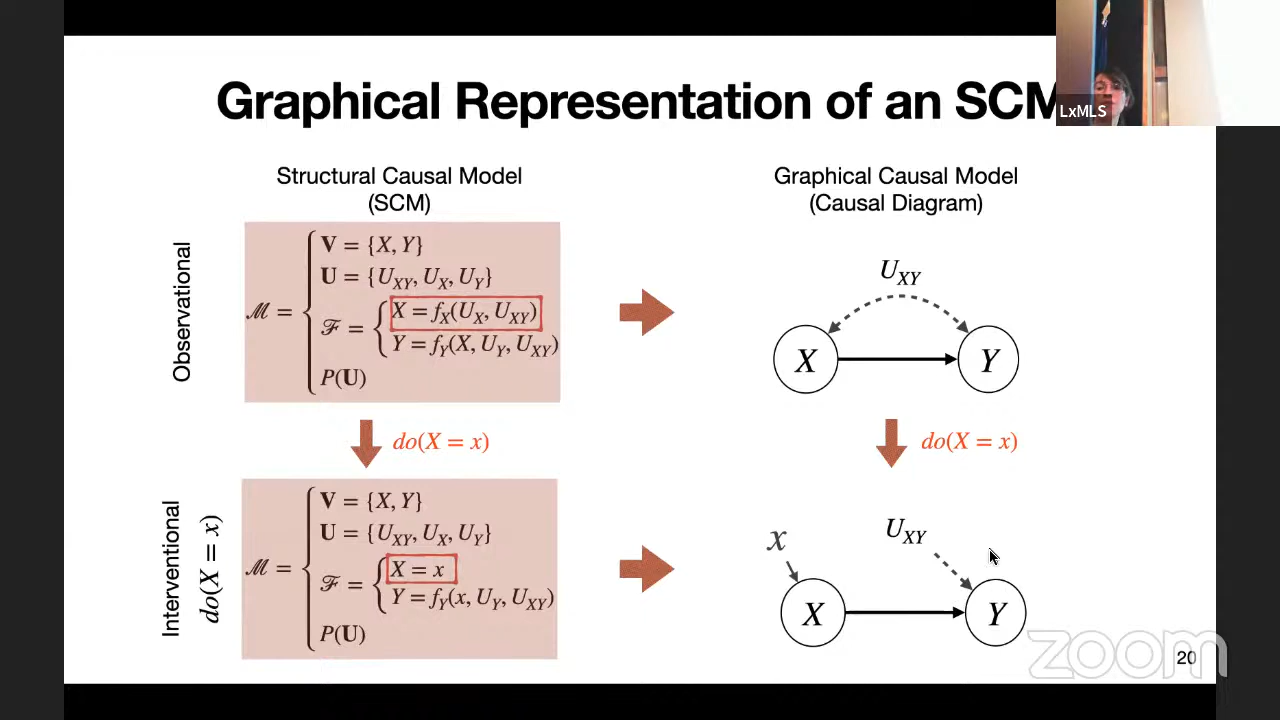 Graphical Representation of an SCM
LxMLS
Structural Causal Model
(SCM)
Graphical Causal Model
(Causal Diagram)
Observational
ℳ =
V = {X, Y}
U = {U_XY, U_X, U_Y}
ℱ =
X = f_X(U_X, U_XY)
Y = f_Y(X, U_Y, U_XY)
P(U)
U_XY
X
Y
do(X = x)
do(X = x)
Interventional
do(X = x)
ℳ =
V = {X, Y}
U = {U_XY, U_X, U_Y}
ℱ =
X = x
Y = f_Y(x, U_Y, U_XY)
P(U)
x
U_XY
X
Y
zoom
20